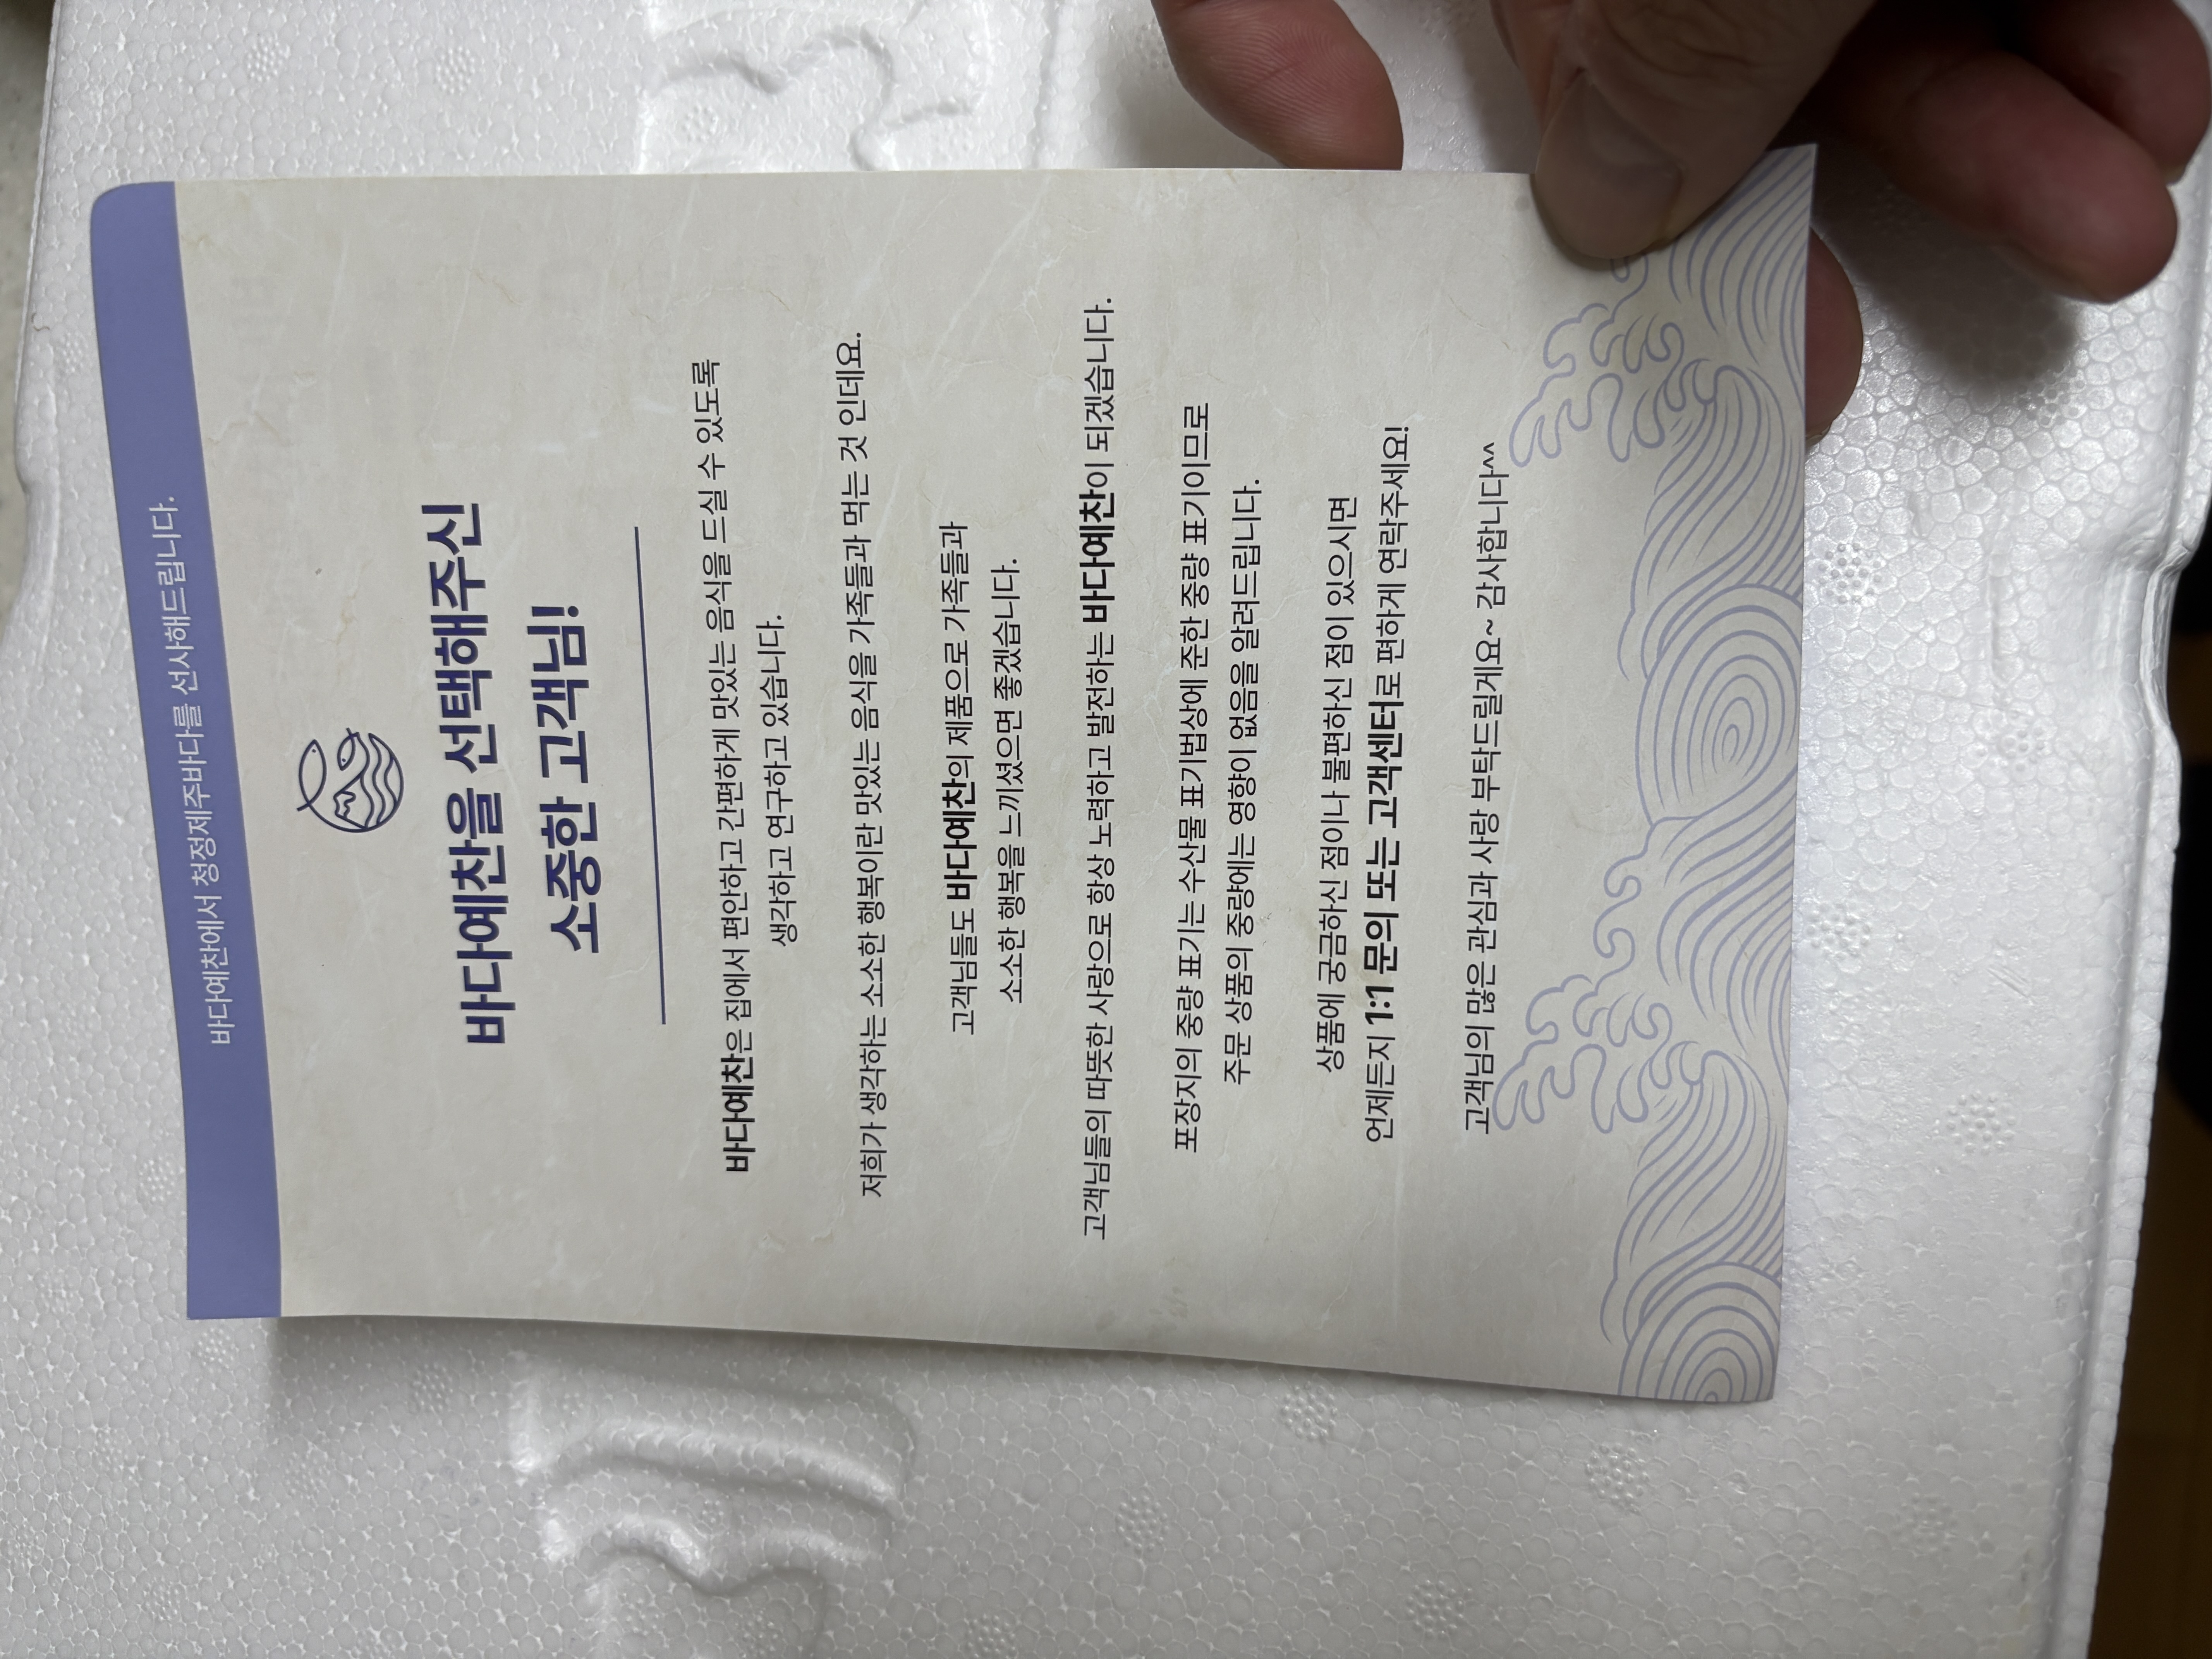 바다예찬에서 청정제주바다를 선사해드립니다.
바다예찬을 선택해주신
소중한 고객님!
바다예찬은 집에서 편안하고 간편하게 맛있는 음식을 드실 수 있도록
생각하고 연구하고 있습니다.
저희가 생각하는 소소한 행복이란 맛있는 음식을 가족들과 먹는 것 인데요.
고객님들도 바다예찬의 제품으로 가족들과
소소한 행복을 느끼셨으면 좋겠습니다.
고객님들의 따뜻한 사랑으로 항상 노력하고 발전하는 바다예찬이 되겠습니다.
포장지의 중량 표기는 수산물 표기법상에 준한 중량 표기이므로
주문 상품의 중량에는 영향이 없음을 알려드립니다.
상품에 궁금하신 점이나 불편하신 점이 있으시면
언제든지 1:1 문의 또는 고객센터로 편하게 연락주세요!
고객님의 많은 관심과 사랑 부탁드릴게요~ 감사합니다^^